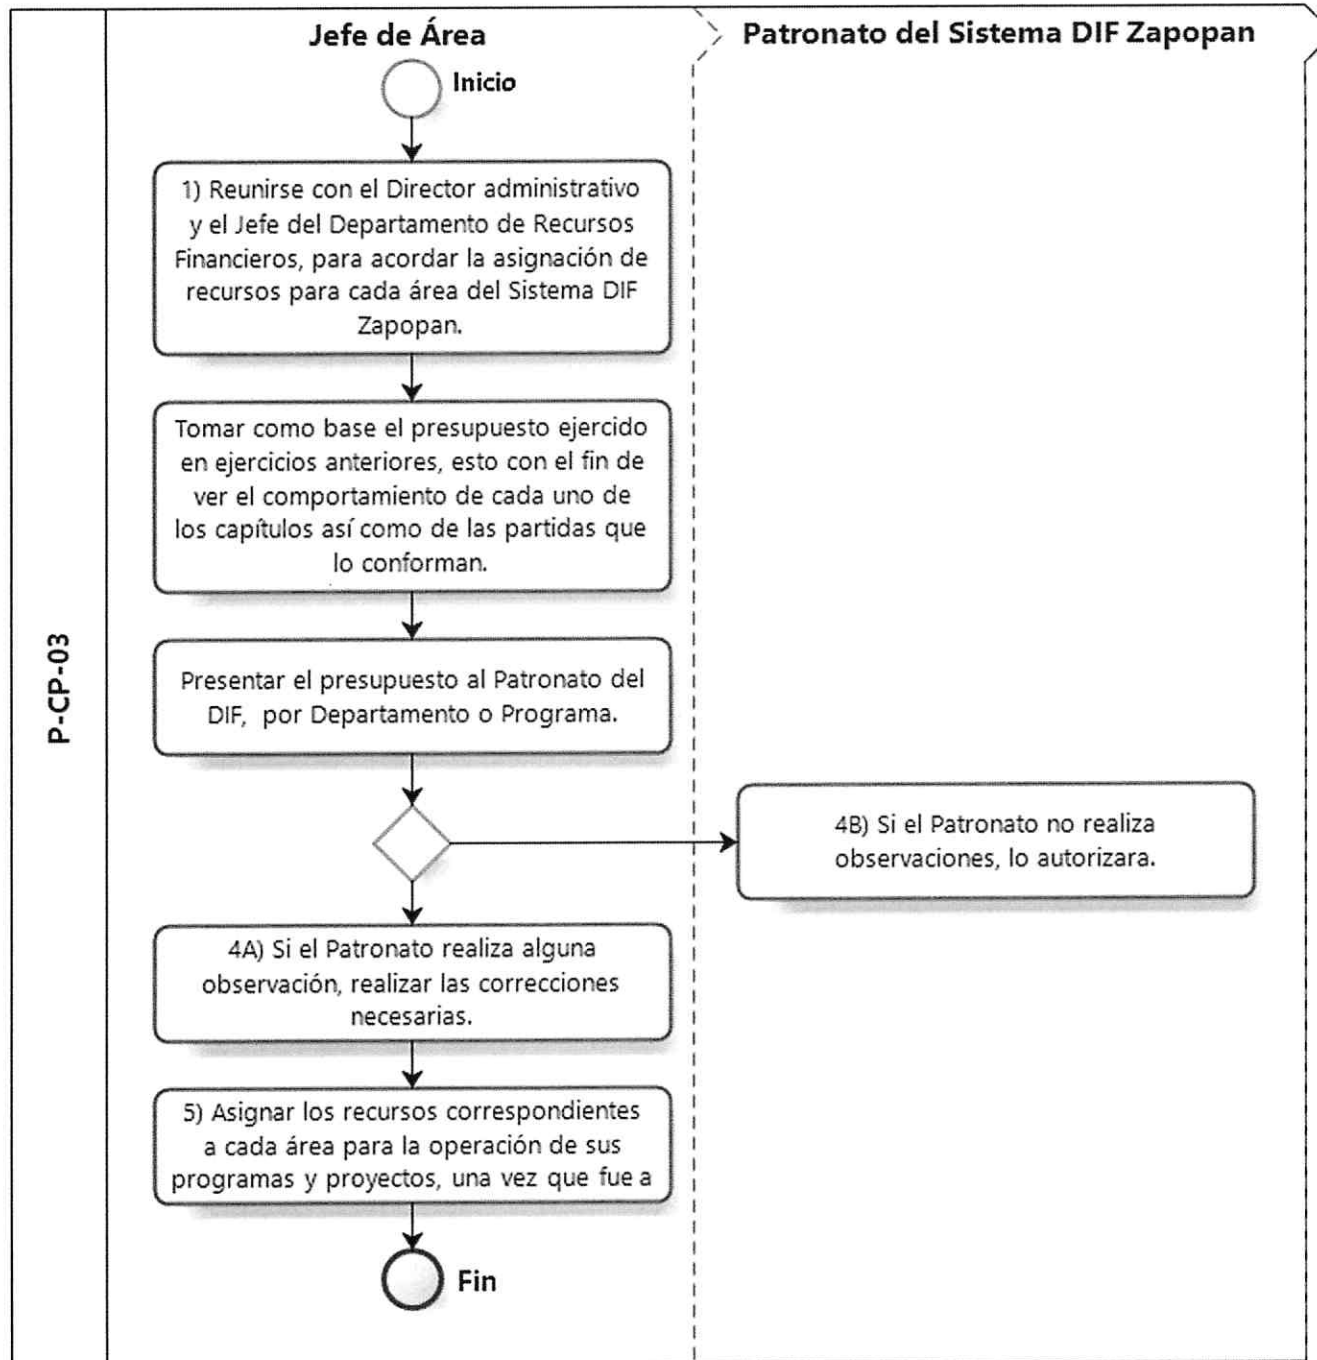 Jefe de Área
Patronato del Sistema DIF Zapopan
Inicio
1) Reunirse con el Director administrativo
y el Jefe del Departamento de Recursos
Financieros, para acordar la asignación de
recursos para cada área del Sistema DIF
Zapopan.
Tomar como base el presupuesto ejercido
en ejercicios anteriores, esto con el fin de
ver el comportamiento de cada uno de
los capítulos así como de las partidas que
lo conforman.
P-CP-03
Presentar el presupuesto al Patronato del
DIF, por Departamento o Programa.
4B) Si el Patronato no realiza
observaciones, lo autorizara.
4A) Si el Patronato realiza alguna
observación, realizar las correcciones
necesarias.
5) Asignar los recursos correspondientes
a cada área para la operación de sus
programas y proyectos, una vez que fue a
Fin